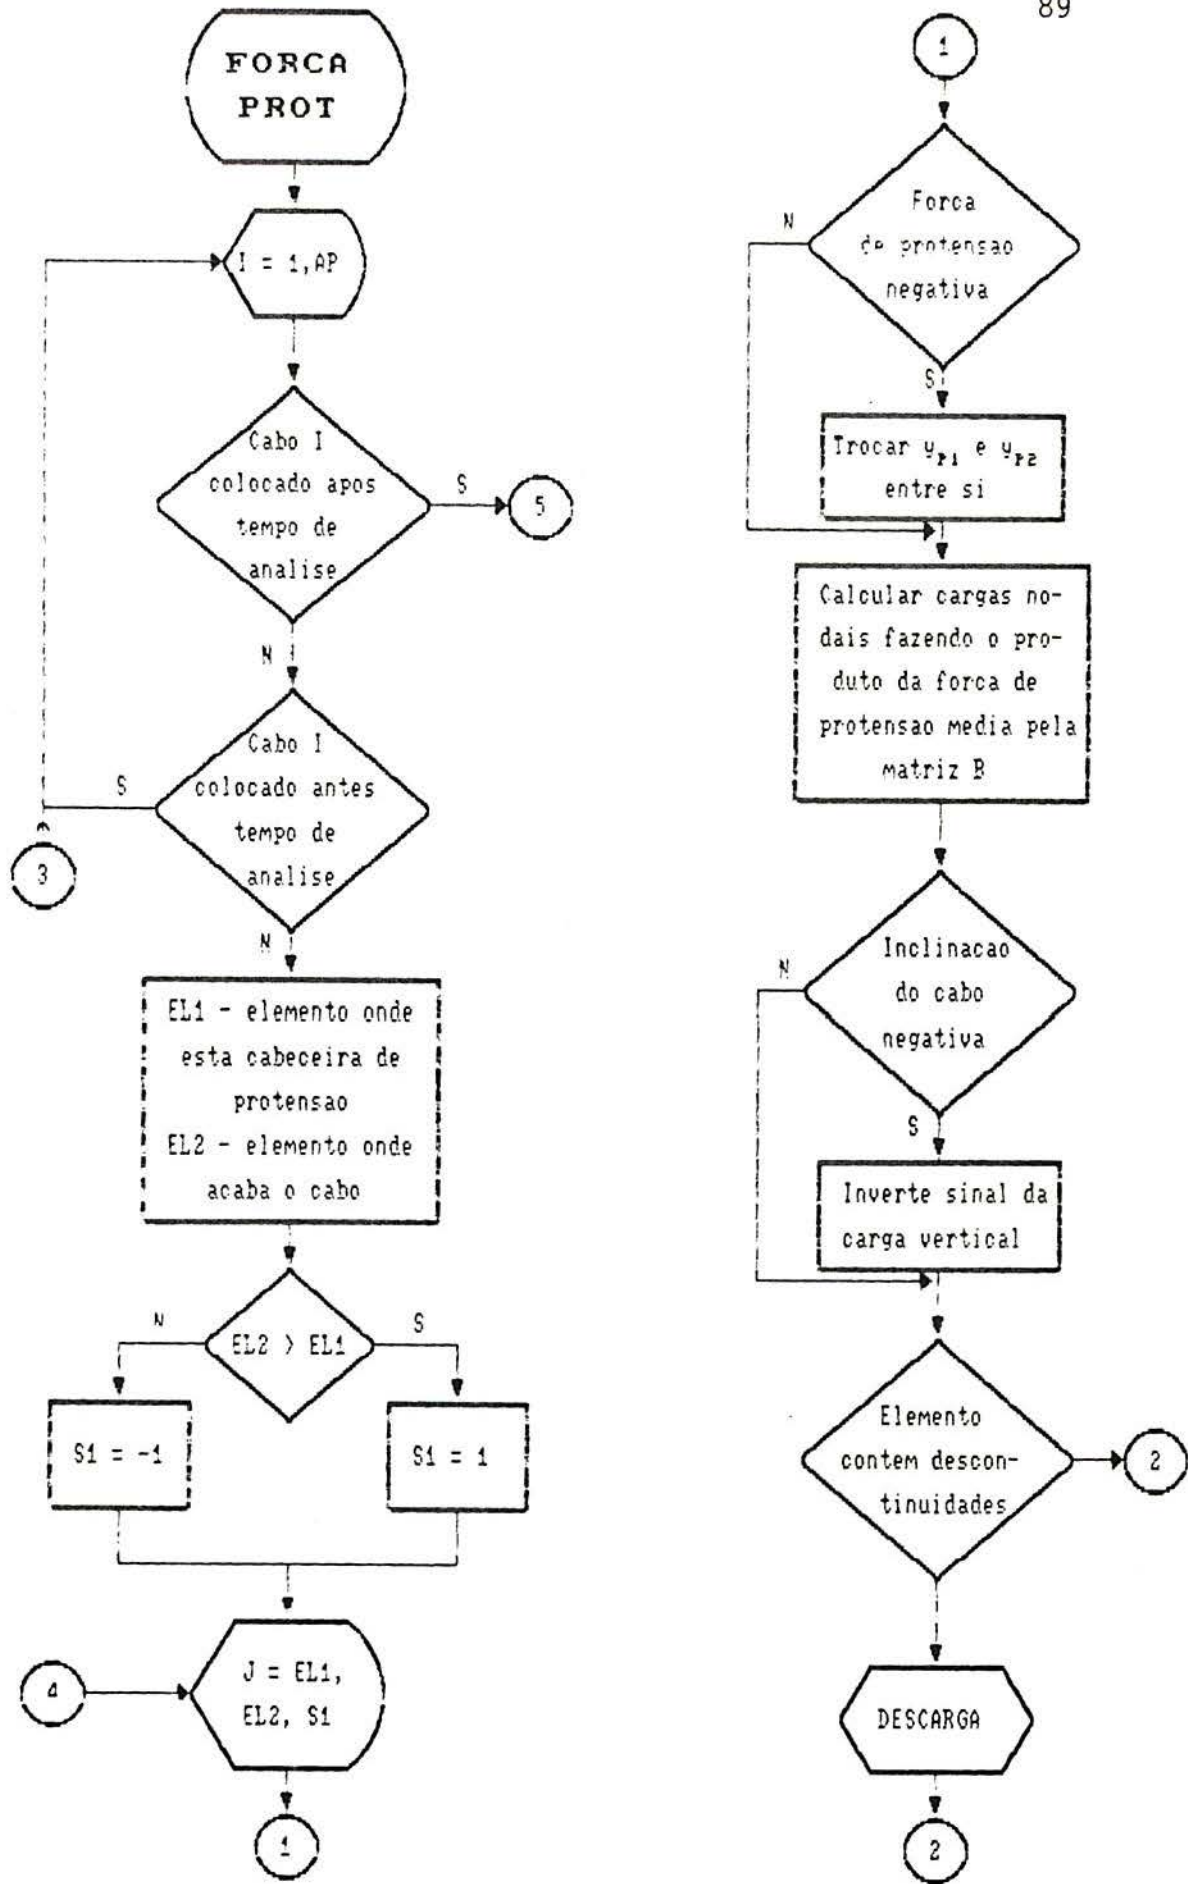 89
FORCA
PROT
I = 1,AP
Cabo I
colocado apos
tempo de
analise
S
5
N
Cabo I
colocado antes
tempo de
analise
S
3
N
EL1 - elemento onde
esta cabeceira de
protensao
EL2 - elemento onde
acaba o cabo
EL2 > EL1
N
S
S1 = -1
S1 = 1
4
J = EL1,
EL2, S1
1
1
Forca
de protensao
negativa
N
S
Trocar yP1 e yP2
entre si
Calcular cargas no-
dais fazendo o pro-
duto da forca de
protensao media pela
matriz B
Inclinacao
do cabo
negativa
N
S
Inverte sinal da
carga vertical
Elemento
contem descon-
tinuidades
2
DESCARGA
2